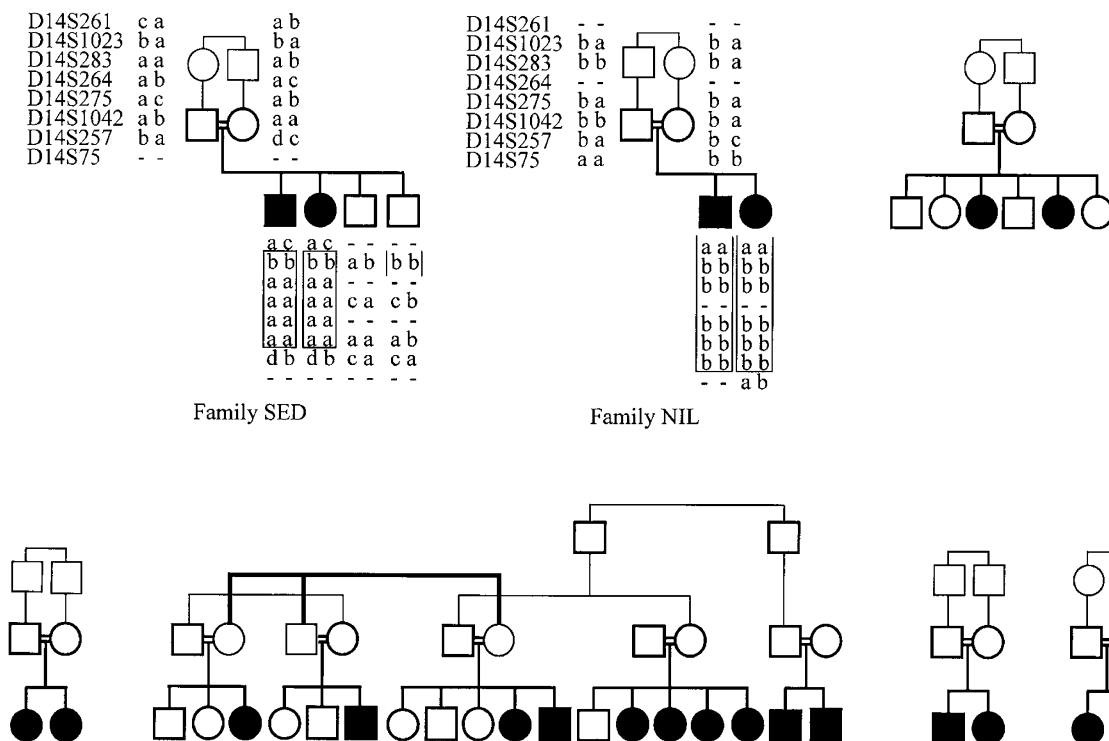 D14S261 c a a b
D14S1023 b a b a
D14S283 a a a b
D14S264 a b a c
D14S275 a c a b
D14S1042 a b a a
D14S257 b a d c
D14S75 - - - -
a c a c - - - -
b b b b a b b b
a a a a - - - -
a a a a c a c b
a a a a - - - -
a a a a a a a b
d b d b c a c a
- - - - - - - -
Family SED
D14S261 - - - -
D14S1023 b a b a
D14S283 b b b a
D14S264 - - - -
D14S275 b a b a
D14S1042 b b b a
D14S257 b a b c
D14S75 a a b b
a a a a
b b b b
b b b b
- - - -
b b b b
b b b b
b b b b
- - a b
Family NIL